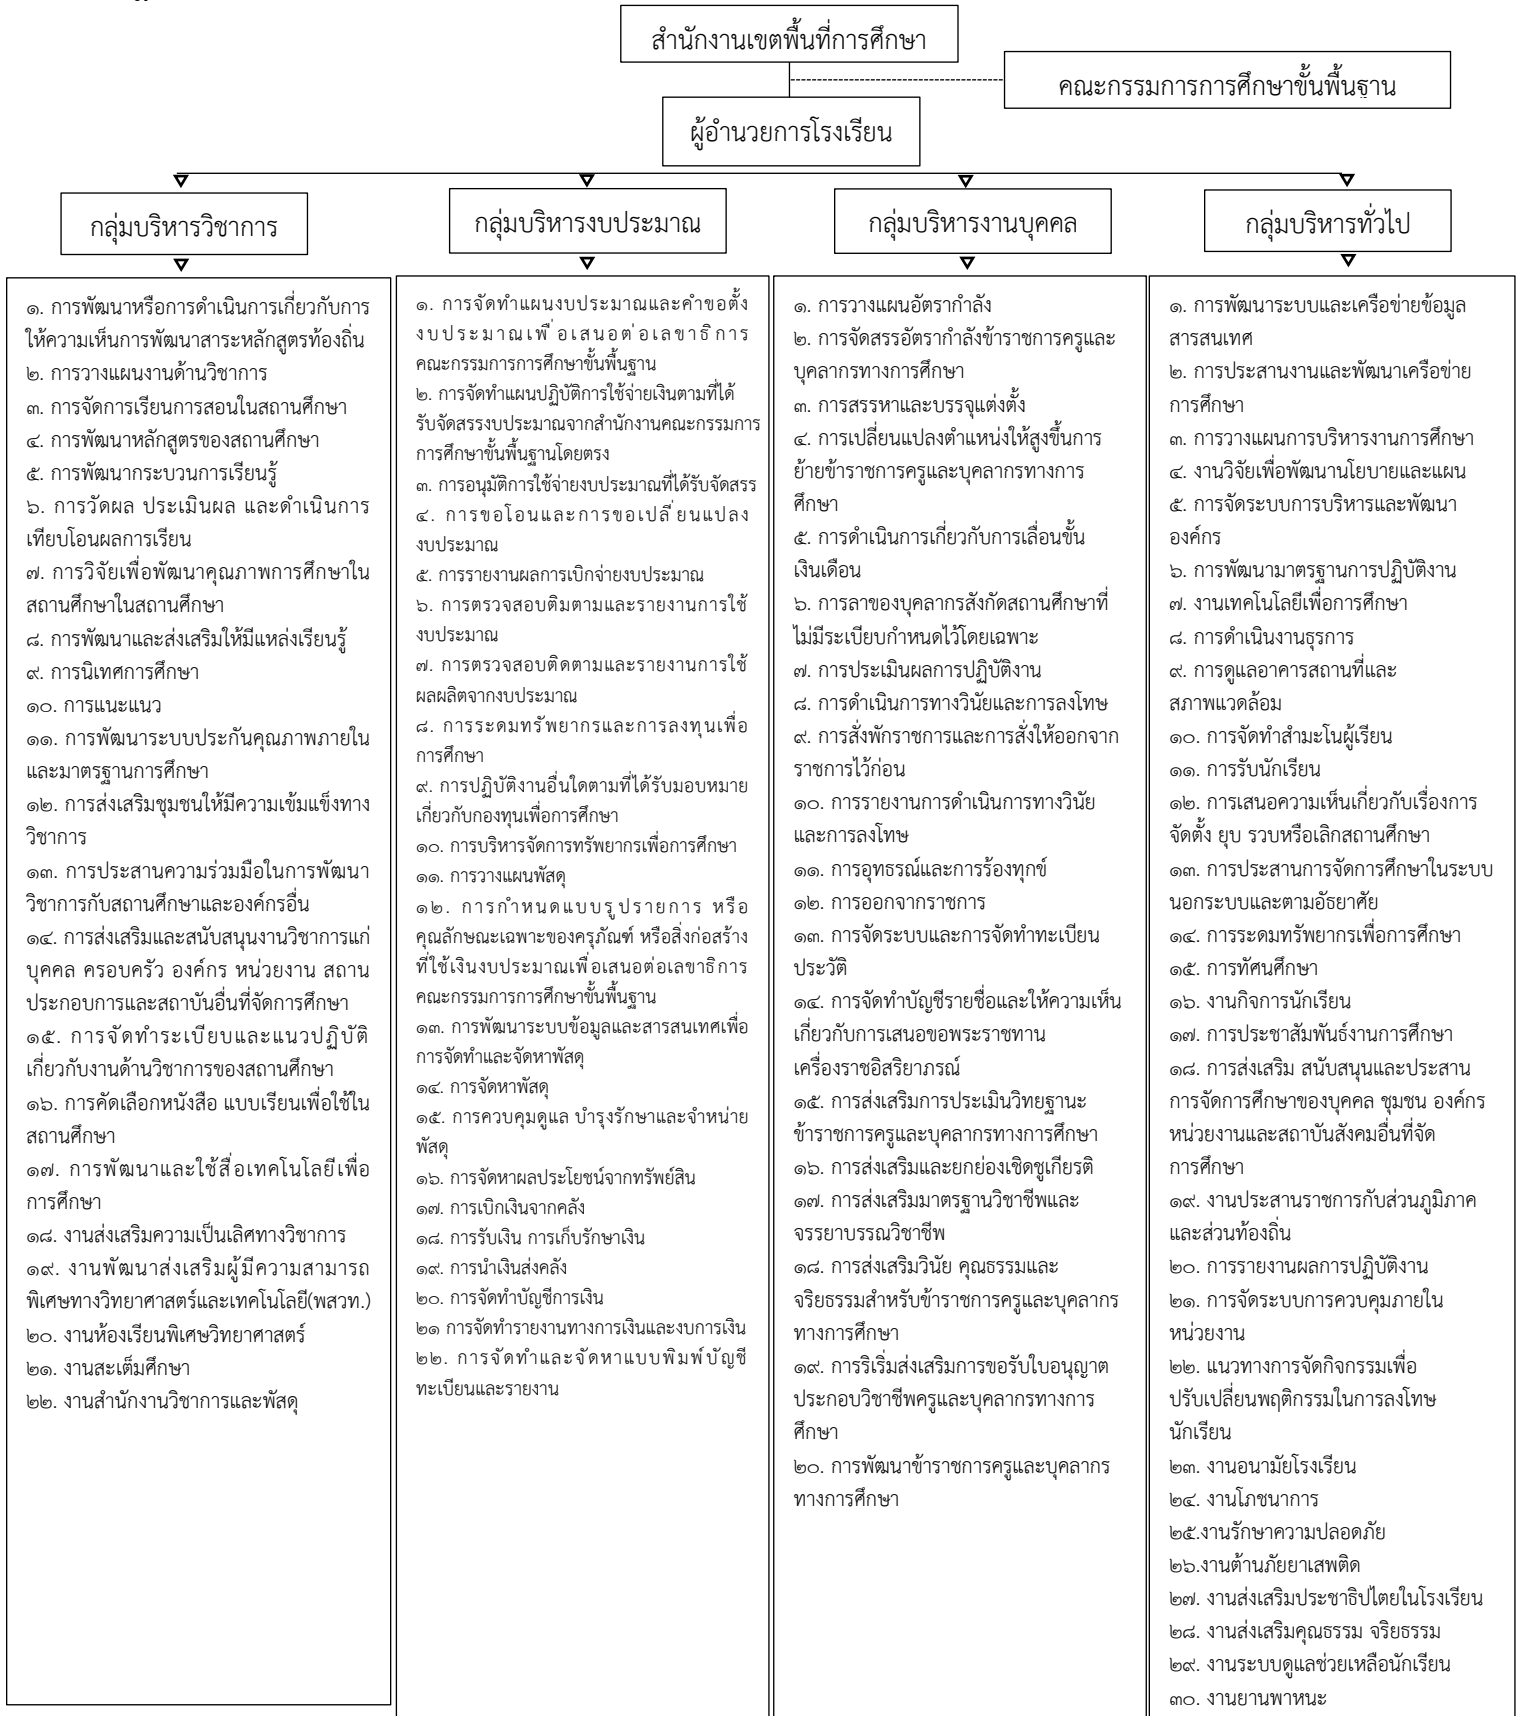 สำนักงานเขตพื้นที่การศึกษา
คณะกรรมการการศึกษาขั้นพื้นฐาน
ผู้อำนวยการโรงเรียน
กลุ่มบริหารวิชาการ
กลุ่มบริหารงบประมาณ
กลุ่มบริหารงานบุคคล
กลุ่มบริหารทั่วไป
๑. การพัฒนาหรือการดำเนินการเกี่ยวกับการ
ให้ความเห็นการพัฒนาสาระหลักสูตรท้องถิ่น
๒. การวางแผนงานด้านวิชาการ
๓. การจัดการเรียนการสอนในสถานศึกษา
๔. การพัฒนาหลักสูตรของสถานศึกษา
๕. การพัฒนากระบวนการเรียนรู้
๖. การวัดผล ประเมินผล และดำเนินการ
เทียบโอนผลการเรียน
๗. การวิจัยเพื่อพัฒนาคุณภาพการศึกษาใน
สถานศึกษาในสถานศึกษา
๘. การพัฒนาและส่งเสริมให้มีแหล่งเรียนรู้
๙. การนิเทศการศึกษา
๑๐. การแนะแนว
๑๑. การพัฒนาระบบประกันคุณภาพภายใน
และมาตรฐานการศึกษา
๑๒. การส่งเสริมชุมชนให้มีความเข้มแข็งทาง
วิชาการ
๑๓. การประสานความร่วมมือในการพัฒนา
วิชาการกับสถานศึกษาและองค์กรอื่น
๑๔. การส่งเสริมและสนับสนุนงานวิชาการแก่
บุคคล ครอบครัว องค์กร หน่วยงาน สถาน
ประกอบการและสถาบันอื่นที่จัดการศึกษา
๑๕. การจัดทำระเบียบและแนวปฏิบัติ
เกี่ยวกับงานด้านวิชาการของสถานศึกษา
๑๖. การคัดเลือกหนังสือ แบบเรียนเพื่อใช้ใน
สถานศึกษา
๑๗. การพัฒนาและใช้สื่อเทคโนโลยีเพื่อ
การศึกษา
๑๘. งานส่งเสริมความเป็นเลิศทางวิชาการ
๑๙. งานพัฒนาส่งเสริมผู้มีความสามารถ
พิเศษทางวิทยาศาสตร์และเทคโนโลยี(พสวท.)
๒๐. งานห้องเรียนพิเศษวิทยาศาสตร์
๒๑. งานสะเต็มศึกษา
๒๒. งานสำนักงานวิชาการและพัสดุ
๑. การจัดทำแผนงบประมาณและคำขอตั้ง
งบประมาณเพื่อเสนอต่อเลขาธิการ
คณะกรรมการการศึกษาขั้นพื้นฐาน
๒. การจัดทำแผนปฏิบัติการใช้จ่ายเงินตามที่ได้
รับจัดสรรงบประมาณจากสำนักงานคณะกรรมการ
การศึกษาขั้นพื้นฐานโดยตรง
๓. การอนุมัติการใช้จ่ายงบประมาณที่ได้รับจัดสรร
๔. การขอโอนและการขอเปลี่ยนแปลง
งบประมาณ
๕. การรายงานผลการเบิกจ่ายงบประมาณ
๖. การตรวจสอบติมตามและรายงานการใช้
งบประมาณ
๗. การตรวจสอบติดตามและรายงานการใช้
ผลผลิตจากงบประมาณ
๘. การระดมทรัพยากรและการลงทุนเพื่อ
การศึกษา
๙. การปฏิบัติงานอื่นใดตามที่ได้รับมอบหมาย
เกี่ยวกับกองทุนเพื่อการศึกษา
๑๐. การบริหารจัดการทรัพยากรเพื่อการศึกษา
๑๑. การวางแผนพัสดุ
๑๒. การกำหนดแบบรูปรายการ หรือ
คุณลักษณะเฉพาะของครุภัณฑ์ หรือสิ่งก่อสร้าง
ที่ใช้เงินงบประมาณเพื่อเสนอต่อเลขาธิการ
คณะกรรมการการศึกษาขั้นพื้นฐาน
๑๓. การพัฒนาระบบข้อมูลและสารสนเทศเพื่อ
การจัดทำและจัดหาพัสดุ
๑๔. การจัดหาพัสดุ
๑๕. การควบคุมดูแล บำรุงรักษาและจำหน่าย
พัสดุ
๑๖. การจัดหาผลประโยชน์จากทรัพย์สิน
๑๗. การเบิกเงินจากคลัง
๑๘. การรับเงิน การเก็บรักษาเงิน
๑๙. การนำเงินส่งคลัง
๒๐. การจัดทำบัญชีการเงิน
๒๑ การจัดทำรายงานทางการเงินและงบการเงิน
๒๒. การจัดทำและจัดหาแบบพิมพ์บัญชี
ทะเบียนและรายงาน
๑. การวางแผนอัตรากำลัง
๒. การจัดสรรอัตรากำลังข้าราชการครูและ
บุคลากรทางการศึกษา
๓. การสรรหาและบรรจุแต่งตั้ง
๔. การเปลี่ยนแปลงตำแหน่งให้สูงขึ้นการ
ย้ายข้าราชการครูและบุคลากรทางการ
ศึกษา
๕. การดำเนินการเกี่ยวกับการเลื่อนขั้น
เงินเดือน
๖. การลาของบุคลากรสังกัดสถานศึกษาที่
ไม่มีระเบียบกำหนดไว้โดยเฉพาะ
๗. การประเมินผลการปฏิบัติงาน
๘. การดำเนินการทางวินัยและการลงโทษ
๙. การสั่งพักราชการและการสั่งให้ออกจาก
ราชการไว้ก่อน
๑๐. การรายงานการดำเนินการทางวินัย
และการลงโทษ
๑๑. การอุทธรณ์และการร้องทุกข์
๑๒. การออกจากราชการ
๑๓. การจัดระบบและการจัดทำทะเบียน
ประวัติ
๑๔. การจัดทำบัญชีรายชื่อและให้ความเห็น
เกี่ยวกับการเสนอขอพระราชทาน
เครื่องราชอิสริยาภรณ์
๑๕. การส่งเสริมการประเมินวิทยฐานะ
ข้าราชการครูและบุคลากรทางการศึกษา
๑๖. การส่งเสริมและยกย่องเชิดชูเกียรติ
๑๗. การส่งเสริมมาตรฐานวิชาชีพและ
จรรยาบรรณวิชาชีพ
๑๘. การส่งเสริมวินัย คุณธรรมและ
จริยธรรมสำหรับข้าราชการครูและบุคลากร
ทางการศึกษา
๑๙. การริเริ่มส่งเสริมการขอรับใบอนุญาต
ประกอบวิชาชีพครูและบุคลากรทางการ
ศึกษา
๒๐. การพัฒนาข้าราชการครูและบุคลากร
ทางการศึกษา
๑. การพัฒนาระบบและเครือข่ายข้อมูล
สารสนเทศ
๒. การประสานงานและพัฒนาเครือข่าย
การศึกษา
๓. การวางแผนการบริหารงานการศึกษา
๔. งานวิจัยเพื่อพัฒนานโยบายและแผน
๕. การจัดระบบการบริหารและพัฒนา
องค์กร
๖. การพัฒนามาตรฐานการปฏิบัติงาน
๗. งานเทคโนโลยีเพื่อการศึกษา
๘. การดำเนินงานธุรการ
๙. การดูแลอาคารสถานที่และ
สภาพแวดล้อม
๑๐. การจัดทำสำมะโนผู้เรียน
๑๑. การรับนักเรียน
๑๒. การเสนอความเห็นเกี่ยวกับเรื่องการ
จัดตั้ง ยุบ รวบหรือเลิกสถานศึกษา
๑๓. การประสานการจัดการศึกษาในระบบ
นอกระบบและตามอัธยาศัย
๑๔. การระดมทรัพยากรเพื่อการศึกษา
๑๕. การทัศนศึกษา
๑๖. งานกิจการนักเรียน
๑๗. การประชาสัมพันธ์งานการศึกษา
๑๘. การส่งเสริม สนับสนุนและประสาน
การจัดการศึกษาของบุคคล ชุมชน องค์กร
หน่วยงานและสถาบันสังคมอื่นที่จัด
การศึกษา
๑๙. งานประสานราชการกับส่วนภูมิภาค
และส่วนท้องถิ่น
๒๐. การรายงานผลการปฏิบัติงาน
๒๑. การจัดระบบการควบคุมภายใน
หน่วยงาน
๒๒. แนวทางการจัดกิจกรรมเพื่อ
ปรับเปลี่ยนพฤติกรรมในการลงโทษ
นักเรียน
๒๓. งานอนามัยโรงเรียน
๒๔. งานโภชนาการ
๒๕.งานรักษาความปลอดภัย
๒๖.งานต้านภัยยาเสพติด
๒๗. งานส่งเสริมประชาธิปไตยในโรงเรียน
๒๘. งานส่งเสริมคุณธรรม จริยธรรม
๒๙. งานระบบดูแลช่วยเหลือนักเรียน
๓๐. งานยานพาหนะ